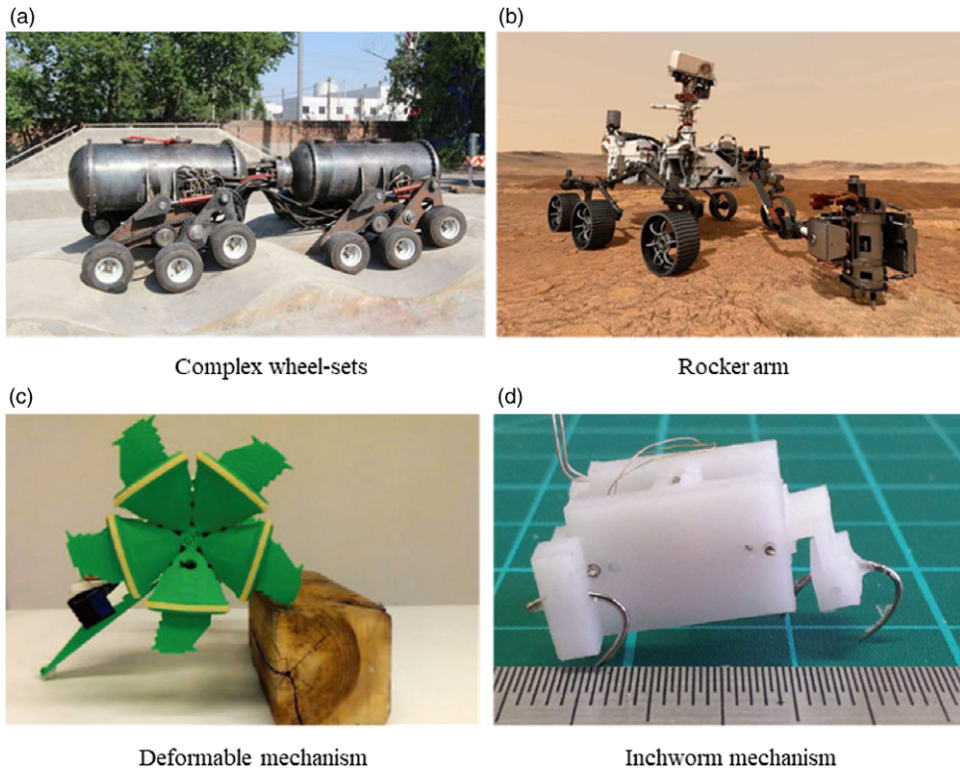 (a)
(b)
Complex wheel-sets
Rocker arm
(c)
(d)
Deformable mechanism
Inchworm mechanism